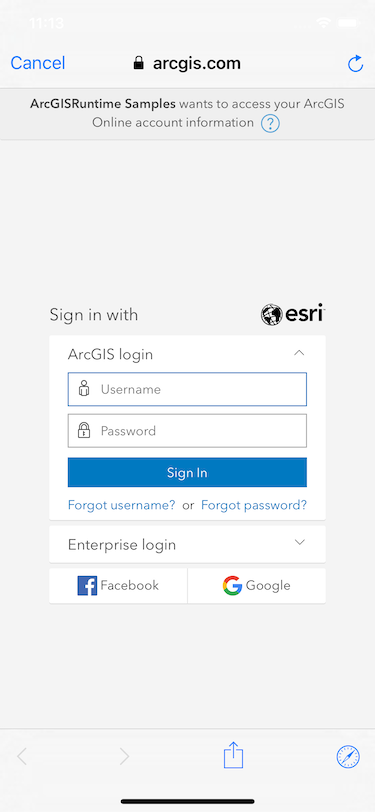 11:13
Cancel
arcgis.com
ArcGISRuntime Samples wants to access your ArcGIS
Online account information ?
Sign in with
esri
ArcGIS login
Username
Password
Sign In
Forgot username? or Forgot password?
Enterprise login
Facebook
Google